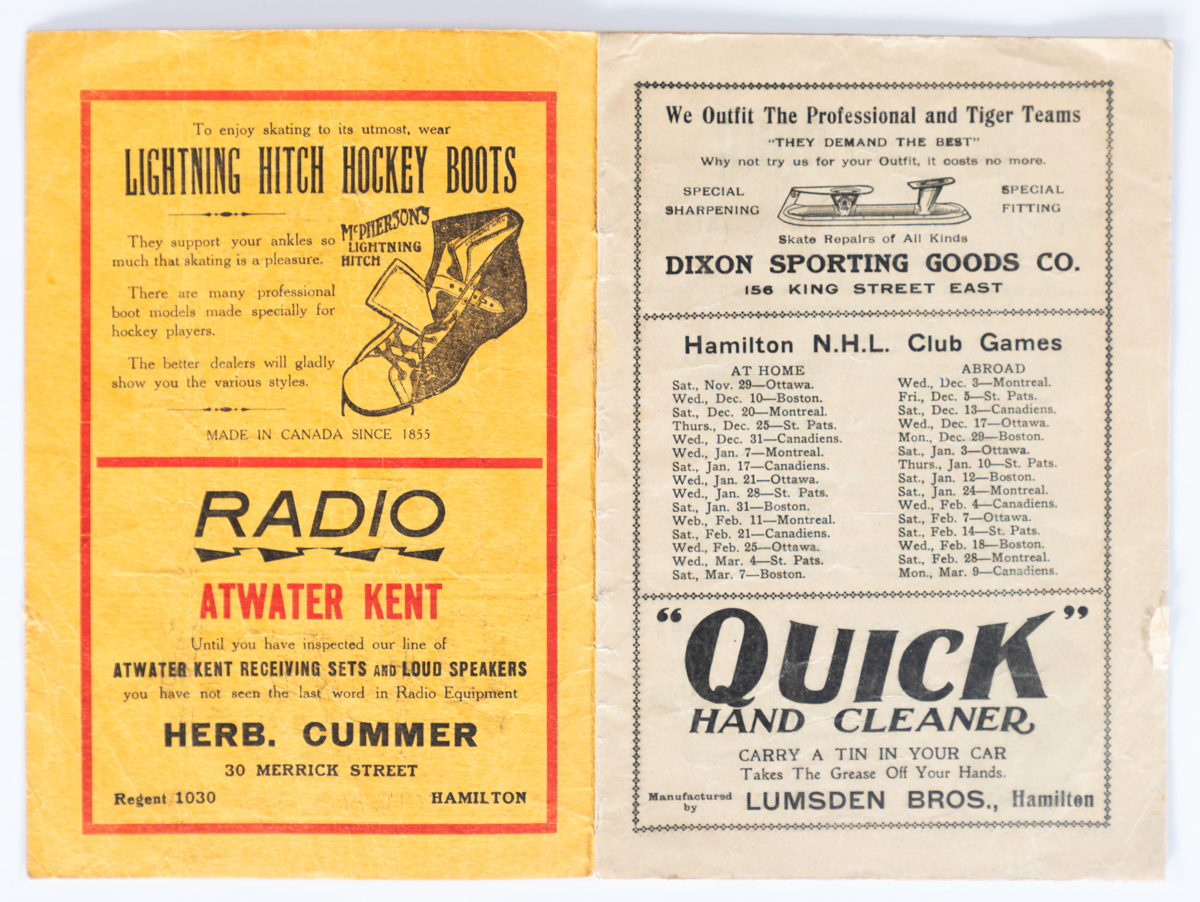 To enjoy skating to its utmost, wear
LIGHTNING HITCH HOCKEY BOOTS
They support your ankles so
much that skating is a pleasure.
There are many professional
boot models made specially for
hockey players.
The better dealers will gladly
show you the various styles.
McPHERSON'S
LIGHTNING
HITCH
MADE IN CANADA SINCE 1855
RADIO
ATWATER KENT
Until you have inspected our line of
ATWATER KENT RECEIVING SETS AND LOUD SPEAKERS
you have not seen the last word in Radio Equipment
HERB. CUMMER
30 MERRICK STREET
Regent 1030 HAMILTON
We Outfit The Professional and Tiger Teams
"THEY DEMAND THE BEST"
Why not try us for your Outfit, it costs no more.
SPECIAL
SHARPENING
SPECIAL
FITTING
Skate Repairs of All Kinds
DIXON SPORTING GOODS CO.
156 KING STREET EAST
Hamilton N.H.L. Club Games
AT HOME
Sat., Nov. 29—Ottawa.
Wed., Dec. 10—Boston.
Sat., Dec. 20—Montreal.
Thurs., Dec. 25—St. Pats.
Wed., Dec. 31—Canadiens.
Wed., Jan. 7—Montreal.
Sat., Jan. 17—Canadiens.
Wed., Jan. 21—Ottawa.
Wed., Jan. 28—St. Pats.
Sat., Jan. 31—Boston.
Web., Feb. 11—Montreal.
Sat., Feb. 21—Canadiens.
Wed., Feb. 25—Ottawa.
Wed., Mar. 4—St. Pats.
Sat., Mar. 7—Boston.
ABROAD
Wed., Dec. 3—Montreal.
Fri., Dec. 5—St. Pats.
Sat., Dec. 13—Canadiens.
Wed., Dec. 17—Ottawa.
Mon., Dec. 29—Boston.
Sat., Jan. 3—Ottawa.
Thurs., Jan. 10—St. Pats.
Sat., Jan. 12—Boston.
Sat., Jan. 24—Montreal.
Wed., Feb. 4—Canadiens.
Sat., Feb. 7—Ottawa.
Sat., Feb. 14—St. Pats.
Wed., Feb. 18—Boston.
Sat., Feb. 28—Montreal.
Mon., Mar. 9—Canadiens.
"QUICK"
HAND CLEANER
CARRY A TIN IN YOUR CAR
Takes The Grease Off Your Hands.
Manufactured
by
LUMSDEN BROS., Hamilton